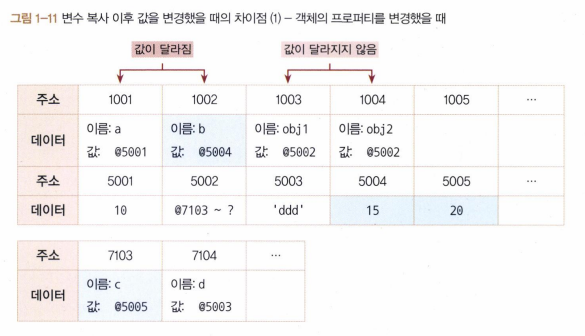 그림 1-11 변수 복사 이후 값을 변경했을 때의 차이점 (1) - 객체의 프로퍼티를 변경했을 때
값이 달라짐 값이 달라지지 않음
주소 1001 1002 1003 1004 1005 …
데이터 이름: a 이름: b 이름: obj1 이름: obj2
값: @5001 값: @5004 값: @5002 값: @5002
주소 5001 5002 5003 5004 5005 …
데이터 10 @7103 ~ ? 'ddd' 15 20
주소 7103 7104 …
데이터 이름: c 이름: d
값: @5005 값: @5003